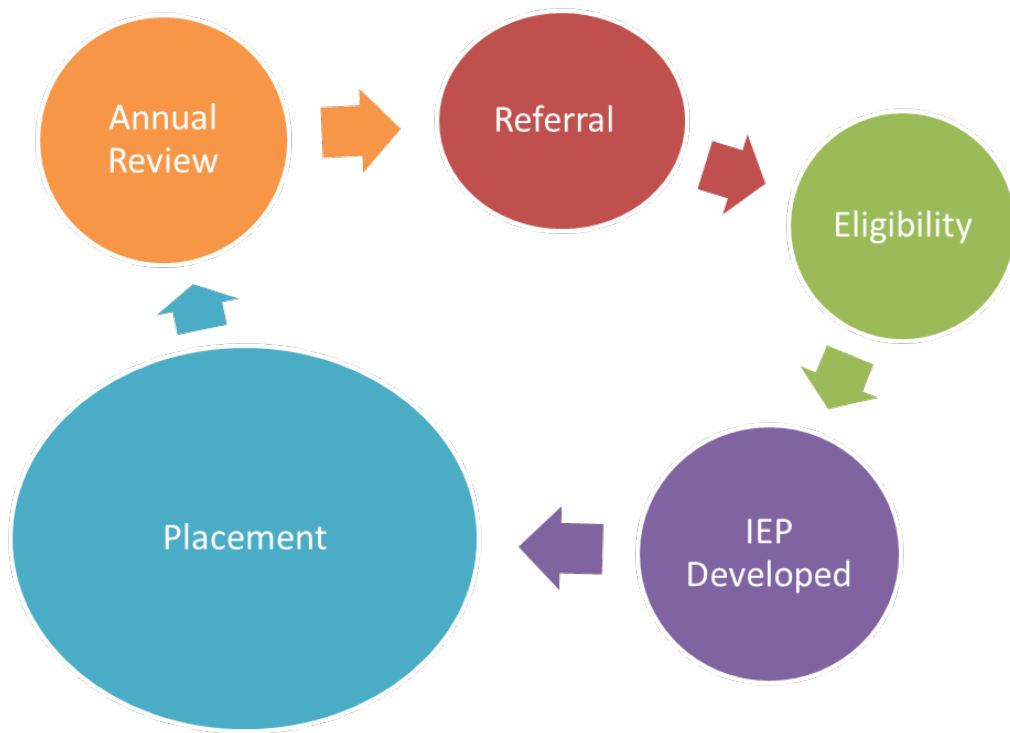 Annual
Review
Referral
Eligibility
IEP
Developed
Placement